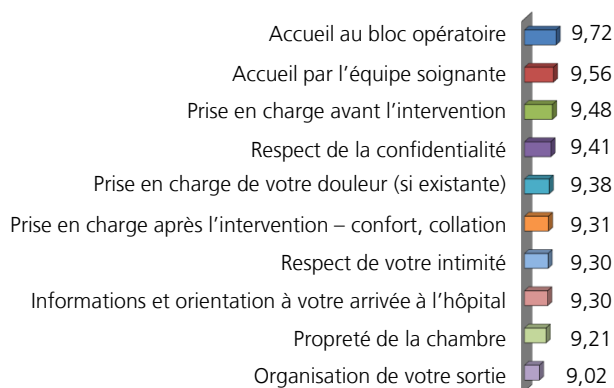 Accueil au bloc opératoire 9,72
Accueil par l'équipe soignante 9,56
Prise en charge avant l'intervention 9,48
Respect de la confidentialité 9,41
Prise en charge de votre douleur (si existante) 9,38
Prise en charge après l'intervention – confort, collation 9,31
Respect de votre intimité 9,30
Informations et orientation à votre arrivée à l'hôpital 9,30
Propreté de la chambre 9,21
Organisation de votre sortie 9,02